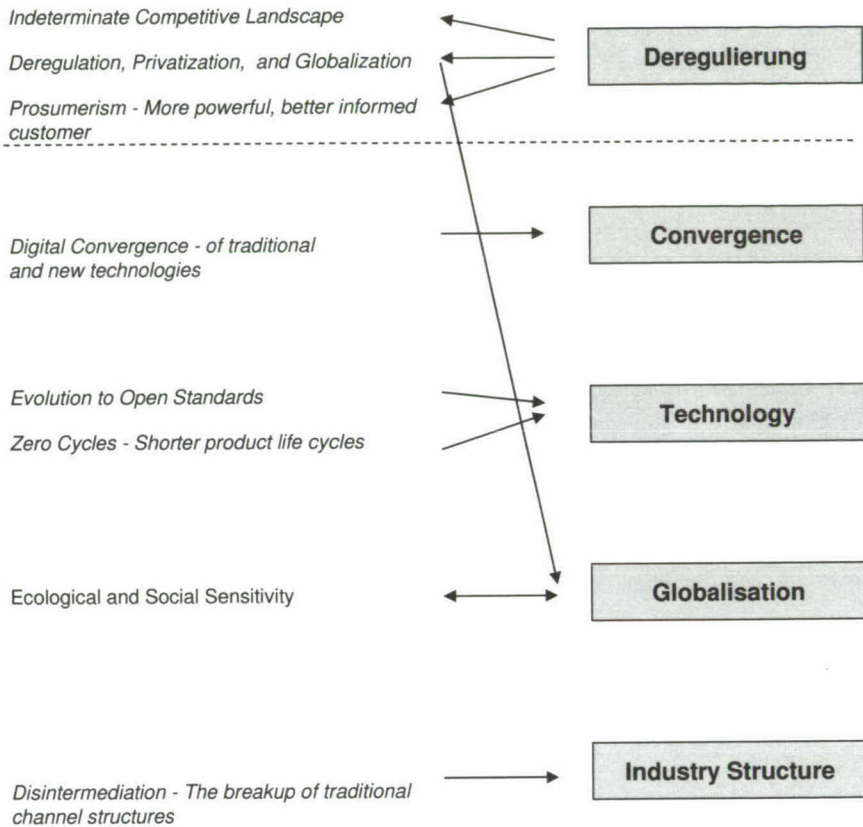 Indeterminate Competitive Landscape
Deregulation, Privatization, and Globalization
Deregulierung
Prosumerism - More powerful, better informed
customer
Digital Convergence - of traditional
and new technologies
Convergence
Evolution to Open Standards
Technology
Zero Cycles - Shorter product life cycles
Ecological and Social Sensitivity
Globalisation
Disintermediation - The breakup of traditional
channel structures
Industry Structure